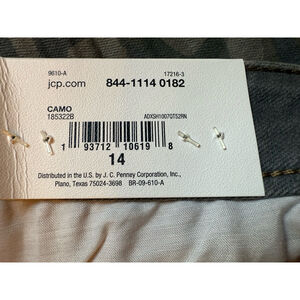 9610-A 17216-3
jcp.com 844-1114 0182
CAMO
185322B ADXSH10070TS2RN
1 93712 10619 8
14
Distributed in the U.S. by J. C. Penney Corporation, Inc.,
Plano, Texas 75024-3698 BR-09-610-A